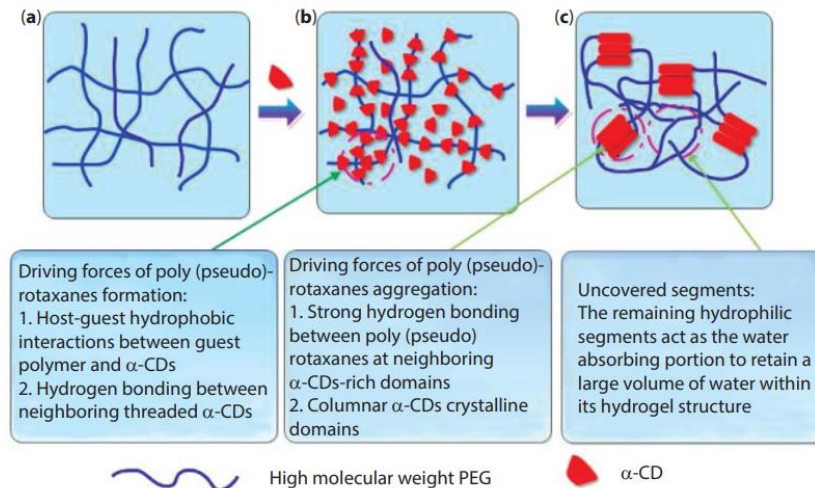 (a)
(b)
(c)
Driving forces of poly (pseudo)-
rotaxanes formation:
1. Host-guest hydrophobic
interactions between guest
polymer and α-CDs
2. Hydrogen bonding between
neighboring threaded α-CDs
Driving forces of poly (pseudo)-
rotaxanes aggregation:
1. Strong hydrogen bonding
between poly (pseudo)
rotaxanes at neighboring
α-CDs-rich domains
2. Columnar α-CDs crystalline
domains
Uncovered segments:
The remaining hydrophilic
segments act as the water
absorbing portion to retain a
large volume of water within
its hydrogel structure
High molecular weight PEG
α-CD